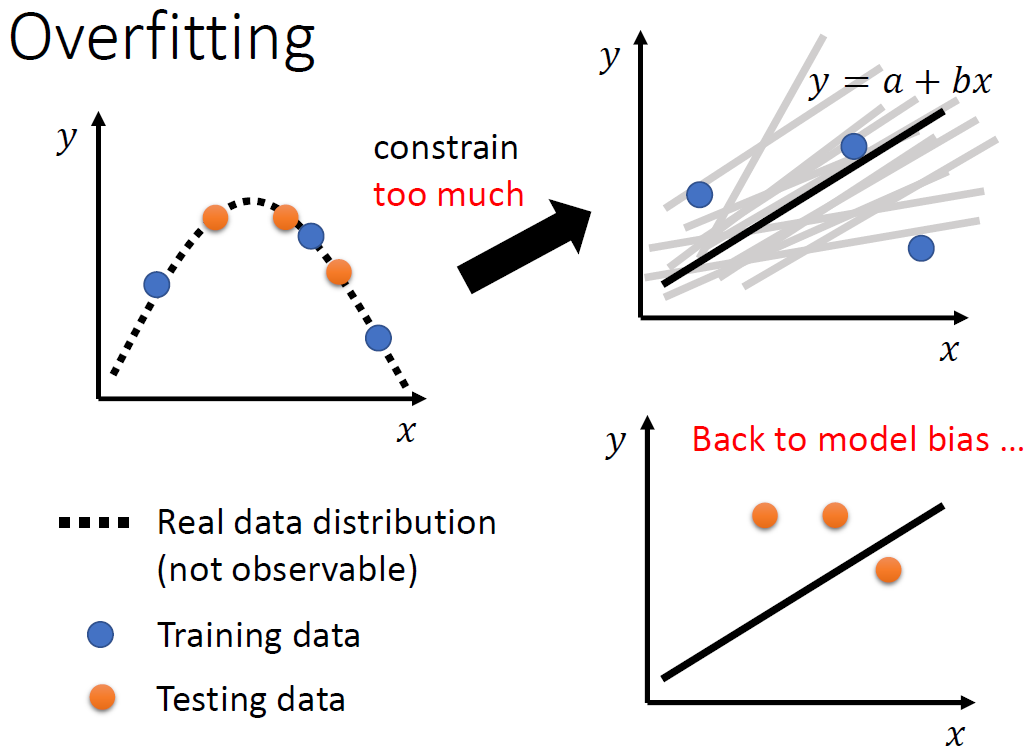 Overfitting
y
x
constrain
too much
y
y = a + bx
x
y
Back to model bias ...
x
Real data distribution
(not observable)
Training data
Testing data